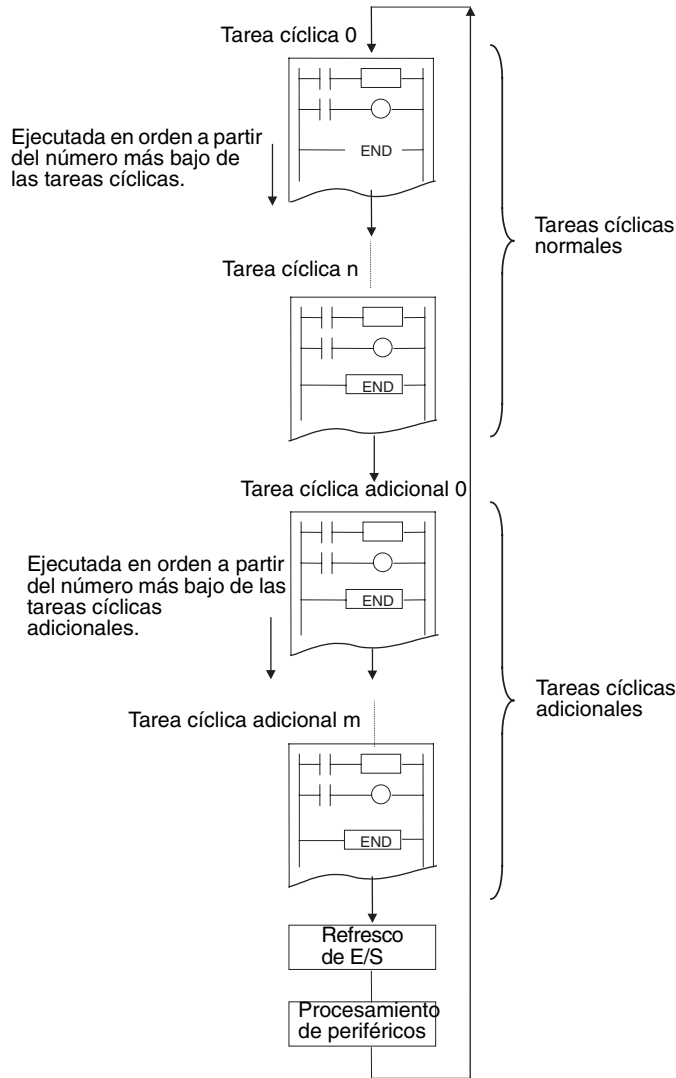 Tarea cíclica 0
Ejecutada en orden a partir
del número más bajo de
las tareas cíclicas.
END
Tareas cíclicas
normales
Tarea cíclica n
END
Tarea cíclica adicional 0
Ejecutada en orden a partir
del número más bajo de las
tareas cíclicas
adicionales.
END
Tareas cíclicas
adicionales
Tarea cíclica adicional m
END
Refresco
de E/S
Procesamiento
de periféricos